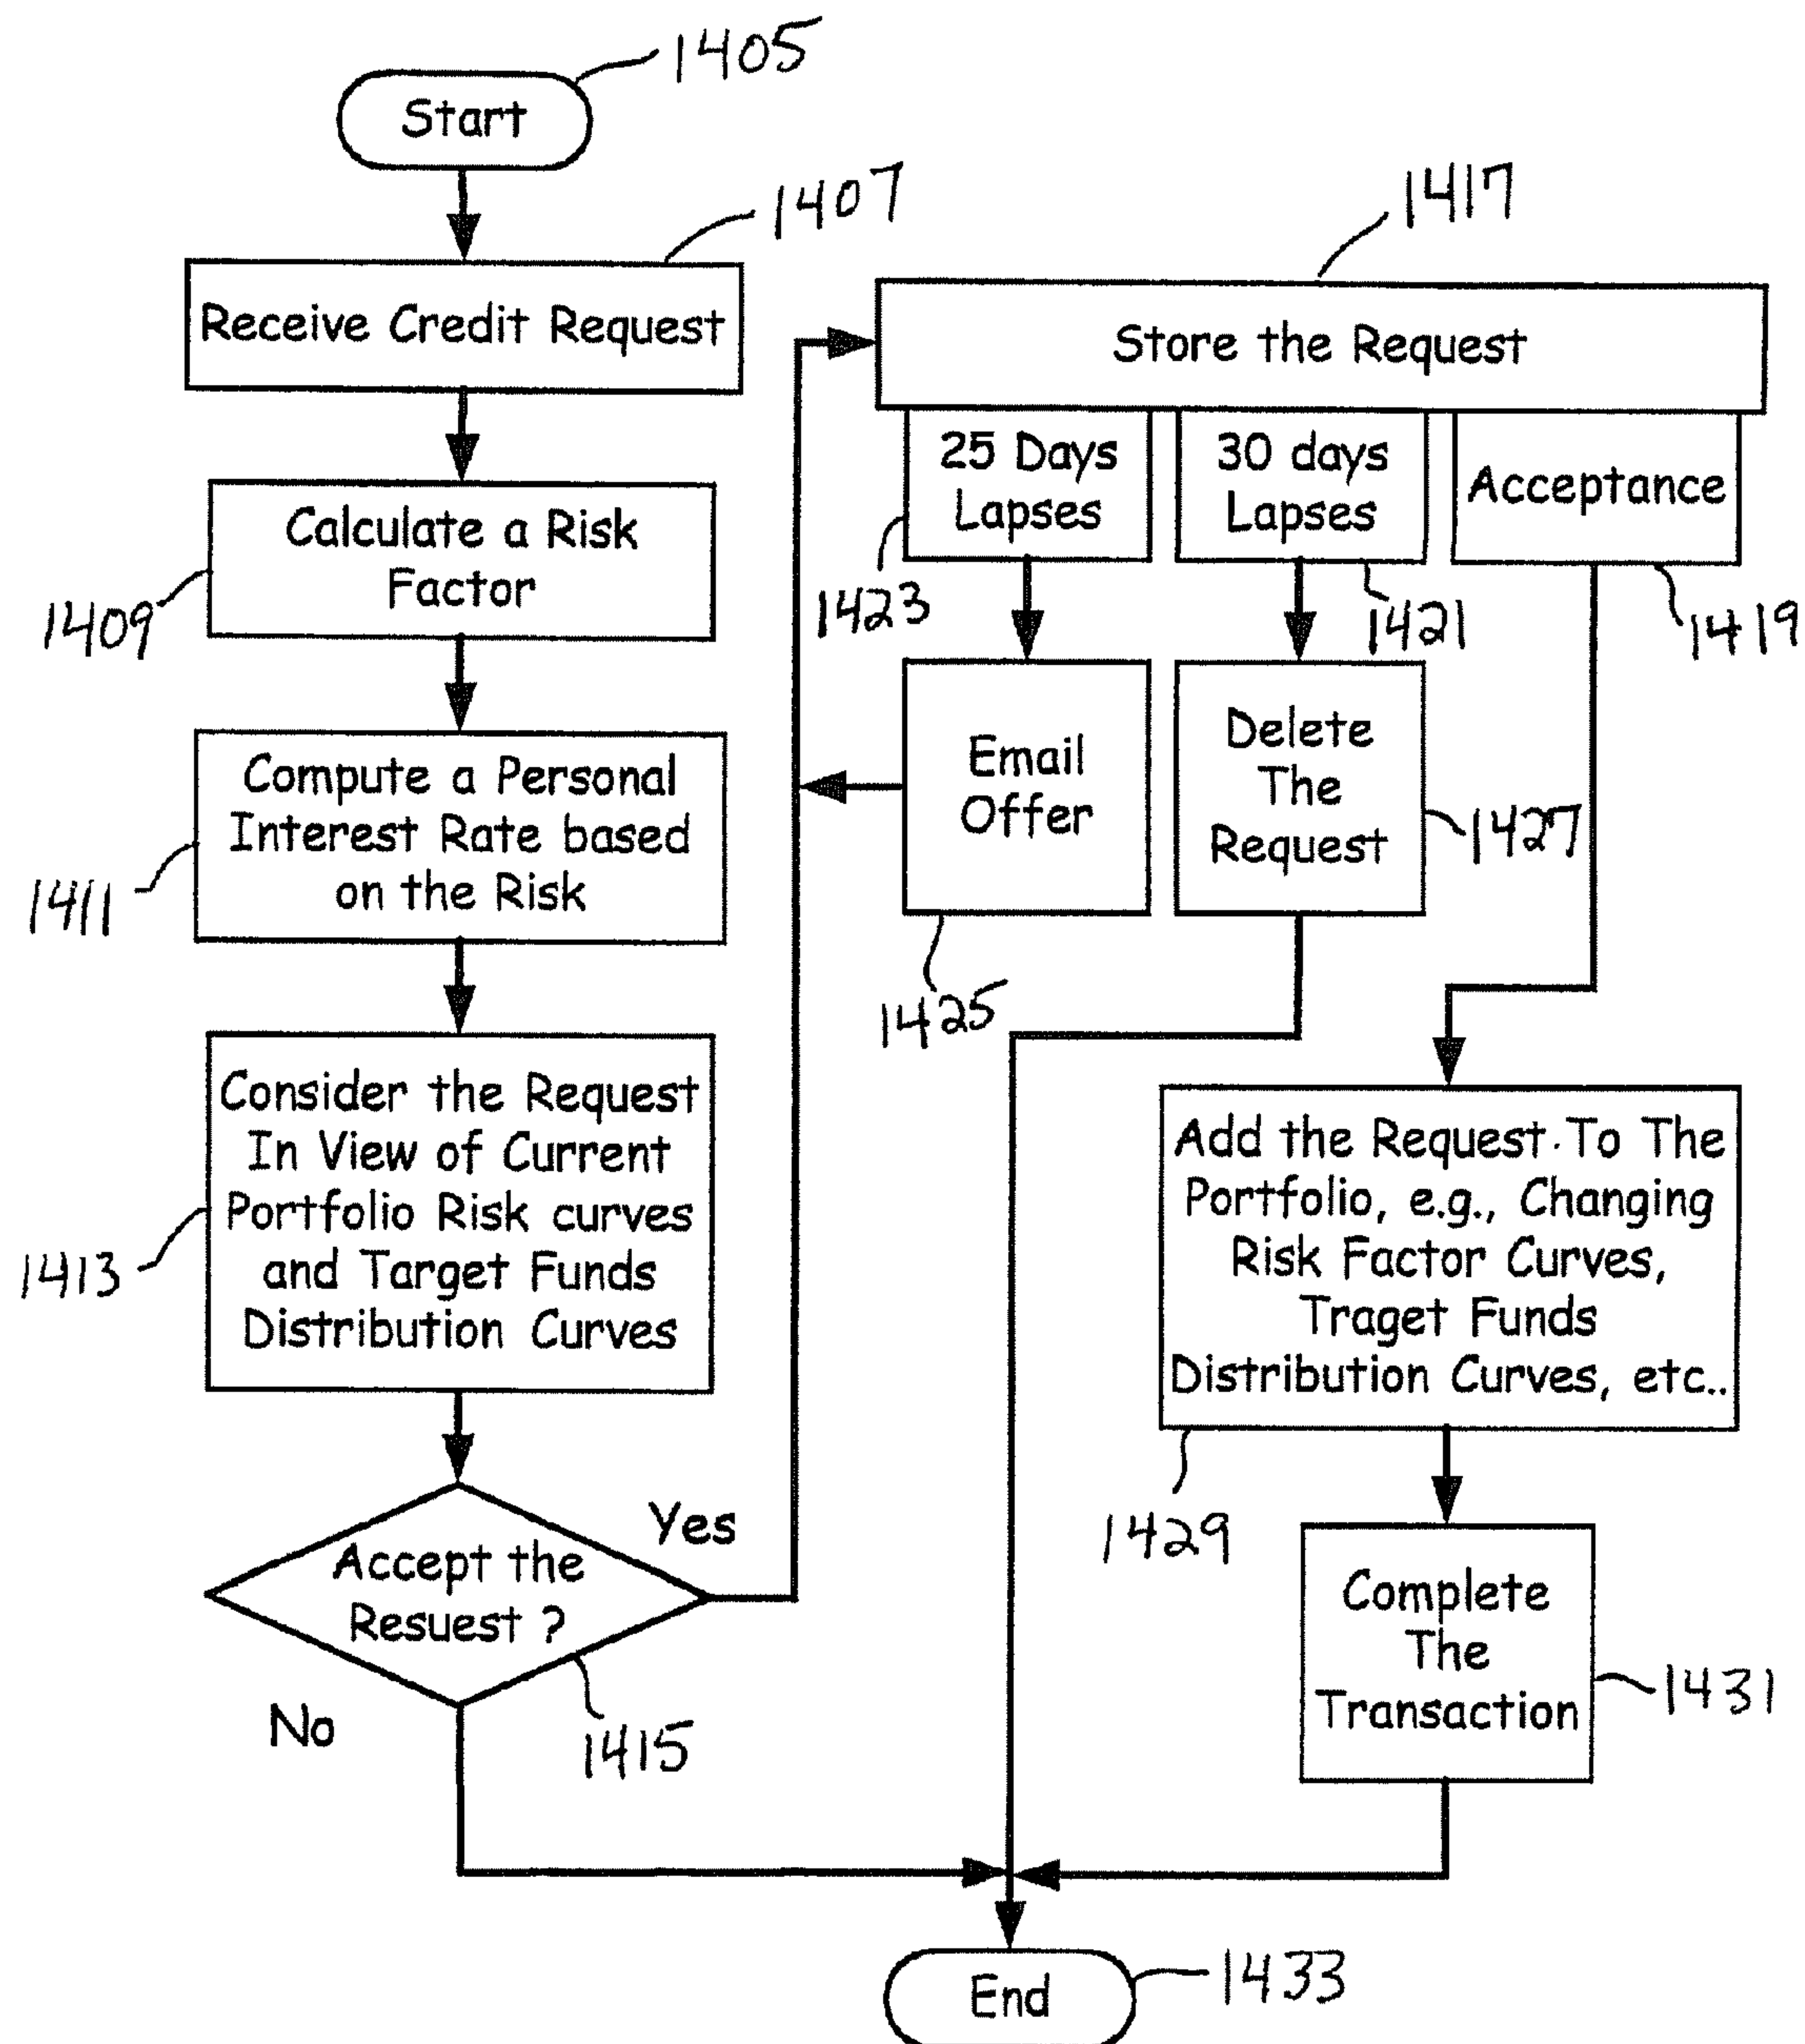 1405
Start
1407
Receive Credit Request
Calculate a Risk
Factor
1409
Compute a Personal
Interest Rate based
on the Risk
1411
Consider the Request
In View of Current
Portfolio Risk curves
and Target Funds
Distribution Curves
1413
Accept the
Resuest ?
Yes
No
1415
1417
Store the Request
25 Days
Lapses
1423
30 days
Lapses
1421
Acceptance
1419
Email
Offer
1425
Delete
The
Request
1427
Add the Request To The
Portfolio, e.g., Changing
Risk Factor Curves,
Traget Funds
Distribution Curves, etc..
1429
Complete
The
Transaction
1431
End
1433